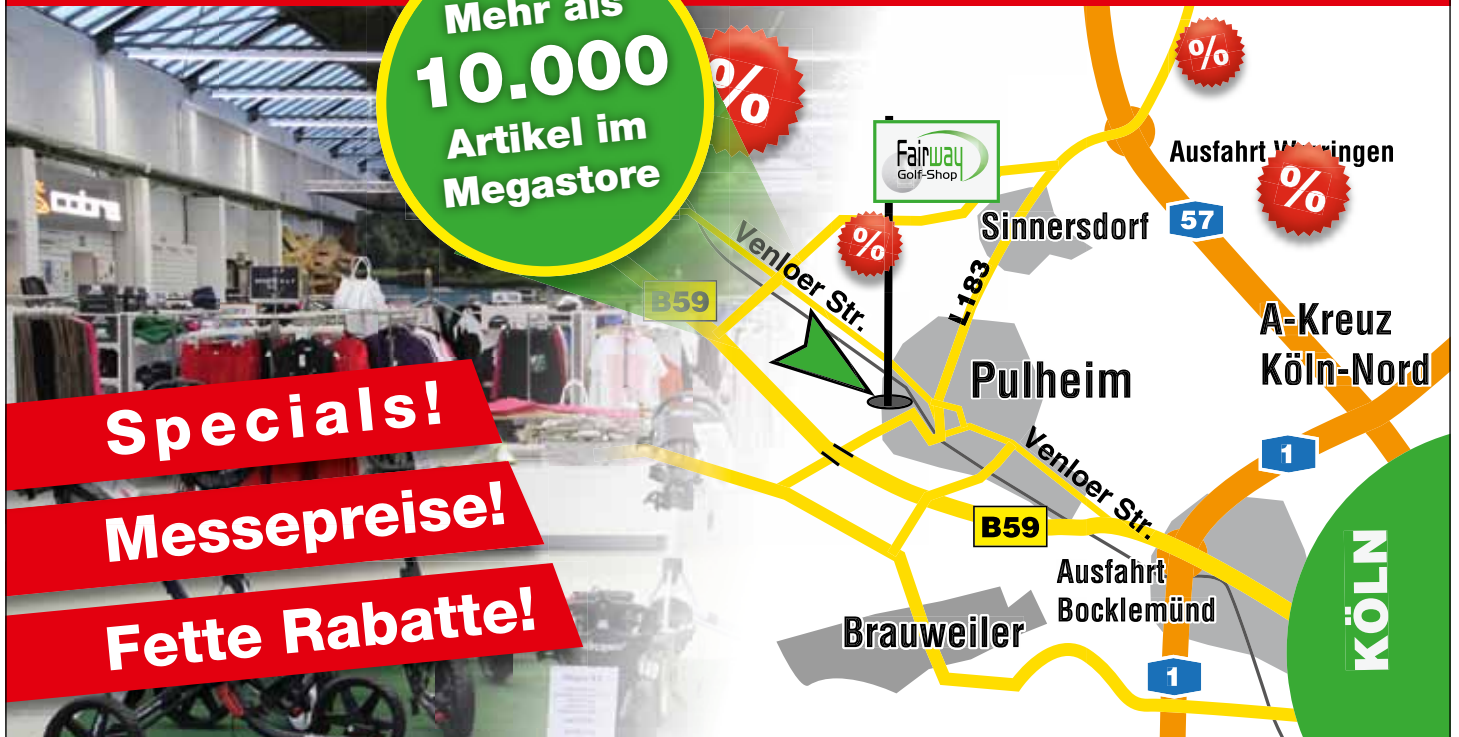 Mehr als
10.000
Artikel im
Megastore
%
%
%
%
cobra
Specials!
Messepreise!
Fette Rabatte!
Fairway
Golf-Shop
Ausfahrt
Sinnersdorf
57
Venloer Str.
L183
B59
A-Kreuz
Köln-Nord
Pulheim
1
Venloer Str.
B59
Ausfahrt
Bocklemünd
KÖLN
Brauweiler
1